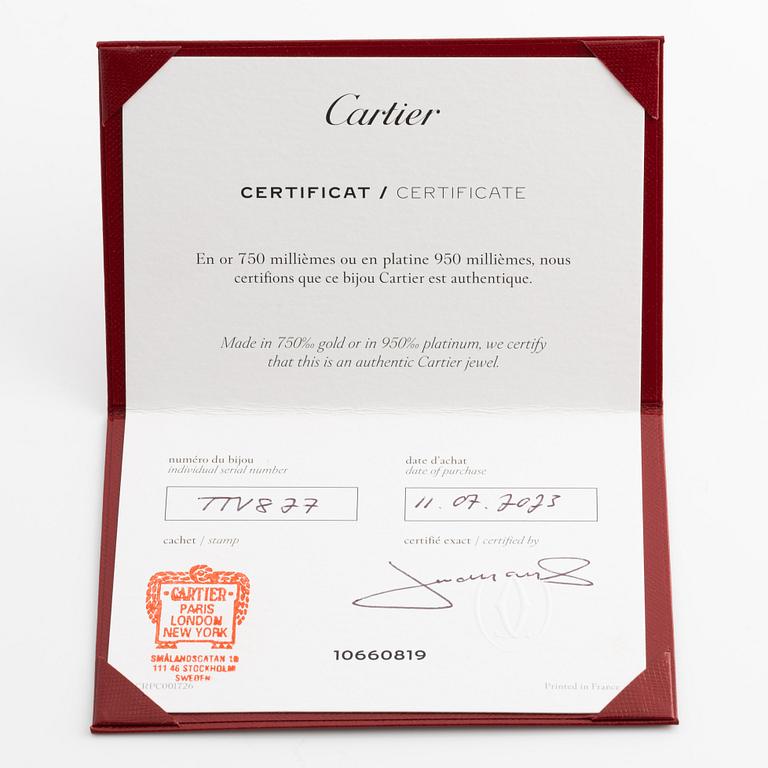 Cartier
CERTIFICAT / CERTIFICATE
En or 750 millièmes ou en platine 950 millièmes, nous
certifions que ce bijou Cartier est authentique.
Made in 750‰ gold or in 950‰ platinum, we certify
that this is an authentic Cartier jewel.
numéro du bijou
individual serial number
TTV877
date d'achat
date of purchase
11.07.2023
cachet / stamp
certifié exact / certified by
CARTIER
PARIS
LONDON
NEW YORK
SMÅLANDSGATAN 10
111 46 STOCKHOLM
SWEDEN
10660819
RPC001726
Printed in France